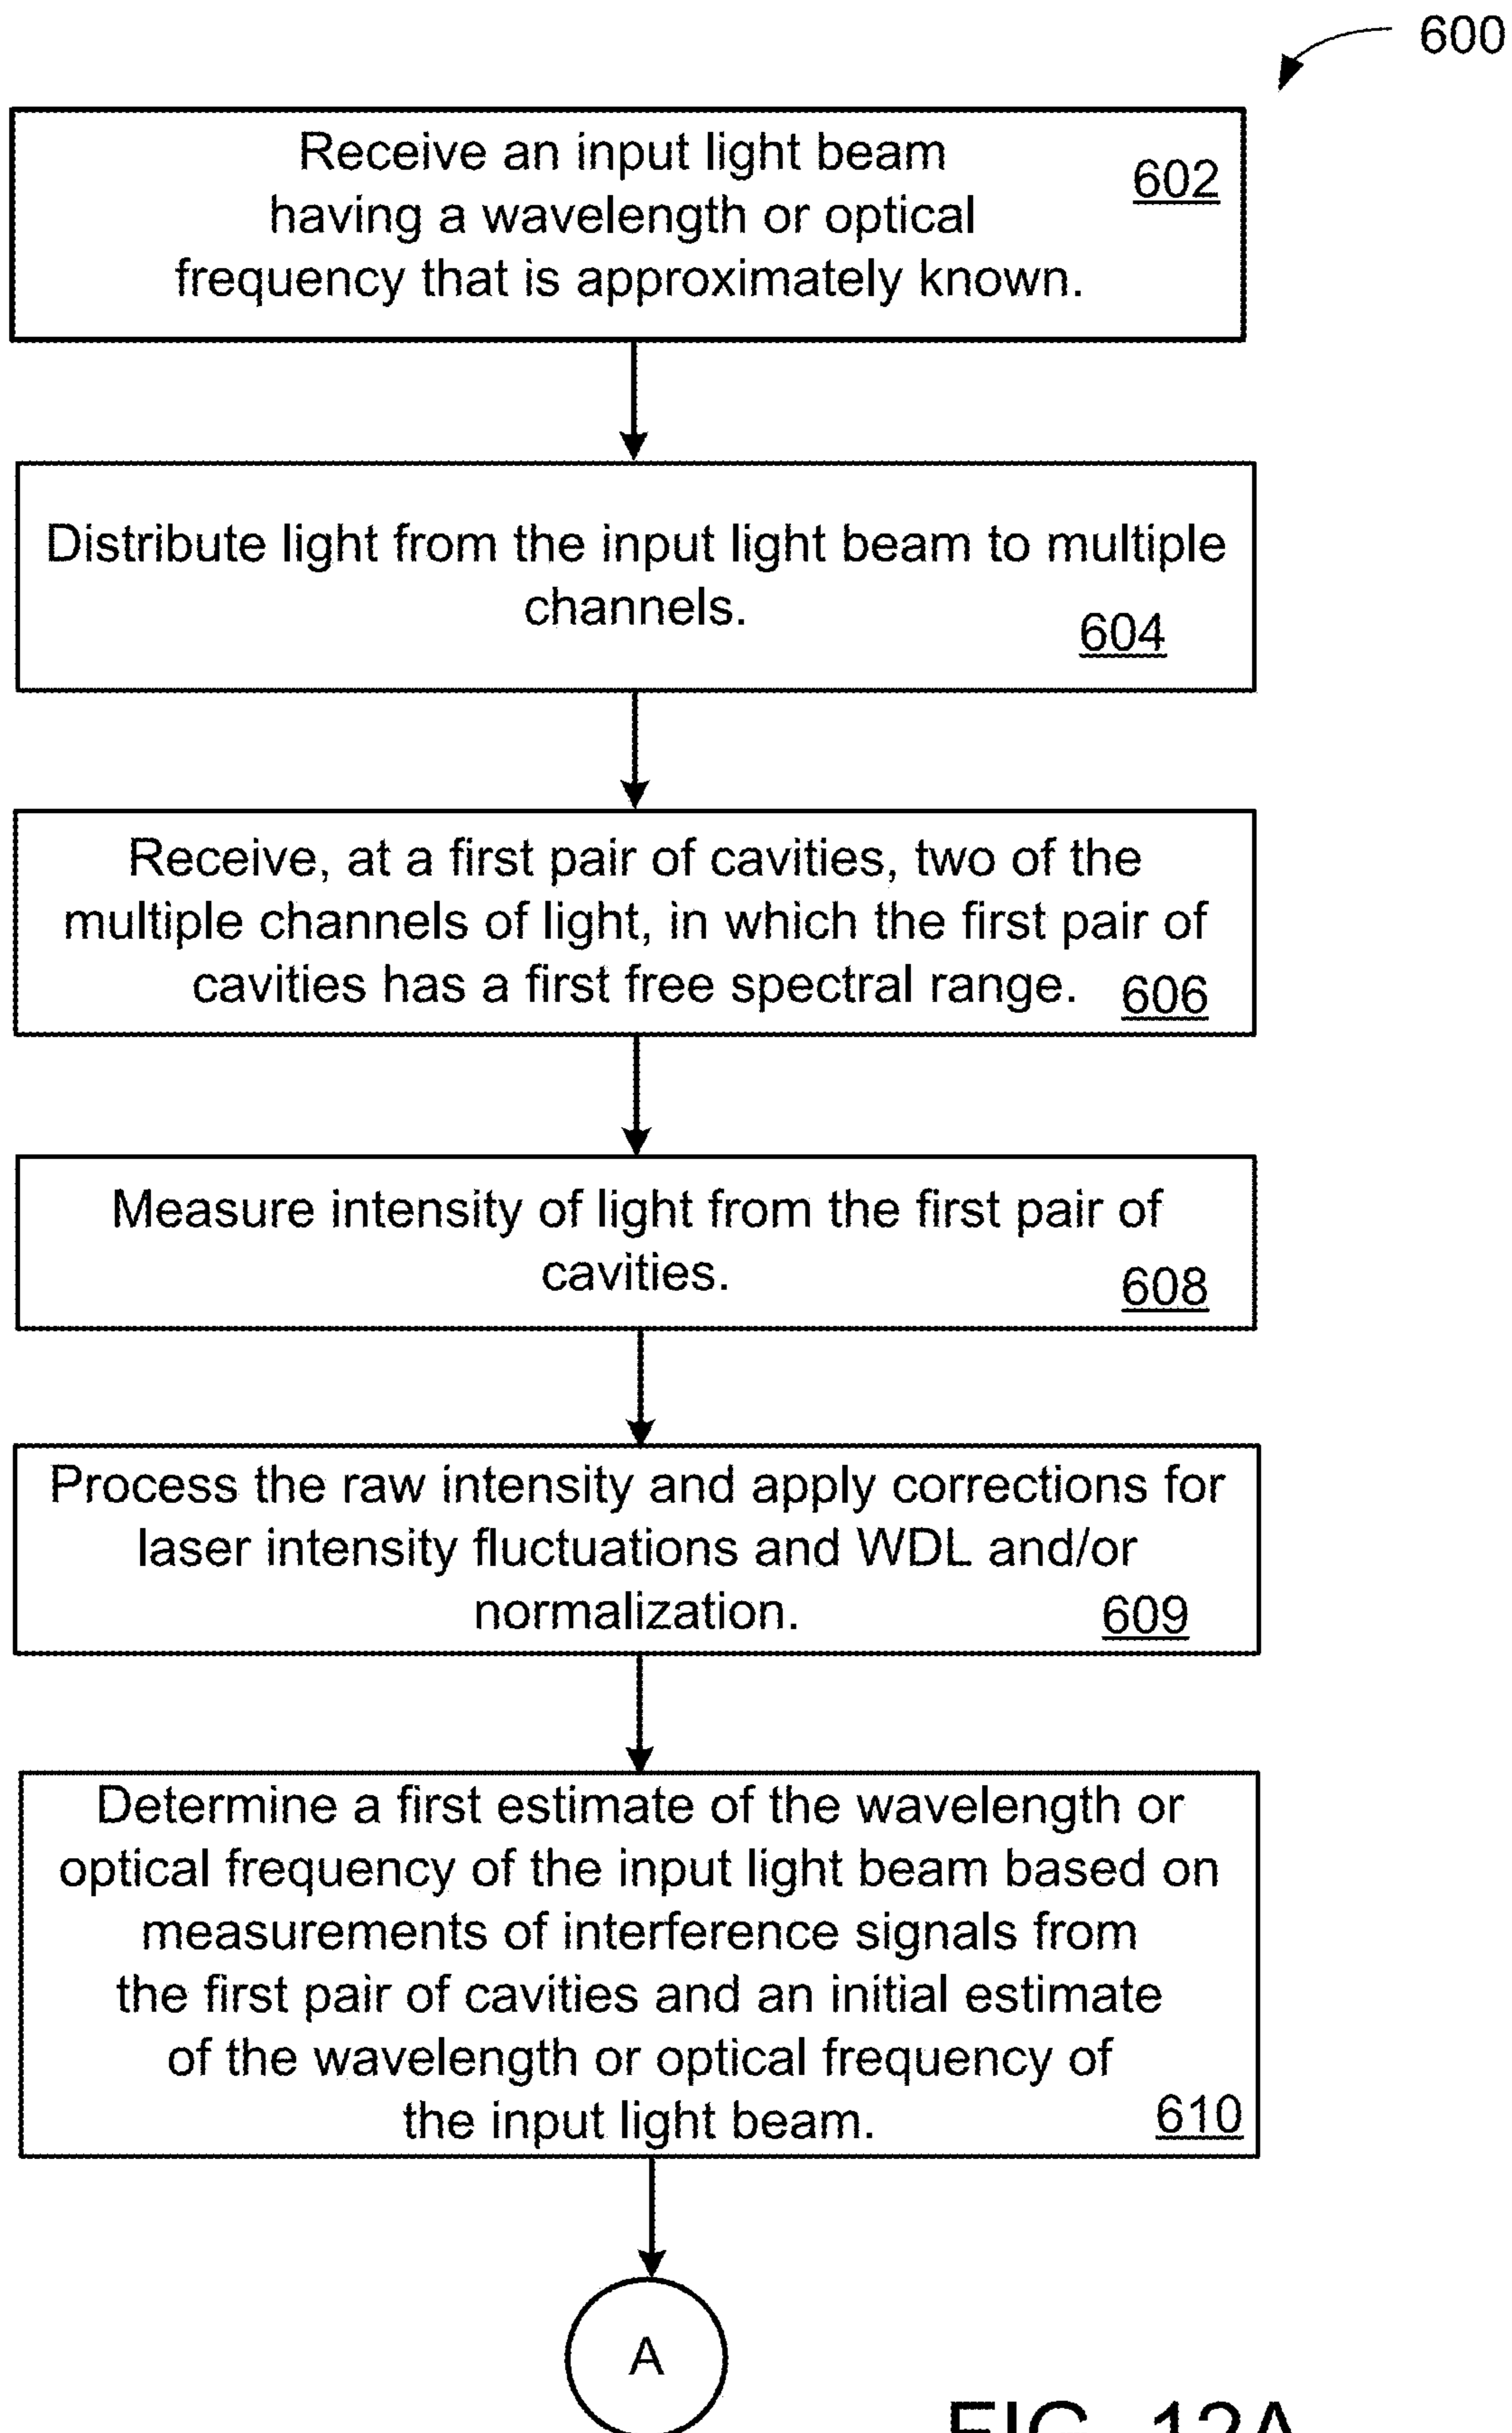 600
Receive an input light beam
having a wavelength or optical
frequency that is approximately known.
602
Distribute light from the input light beam to multiple
channels.
604
Receive, at a first pair of cavities, two of the
multiple channels of light, in which the first pair of
cavities has a first free spectral range.
606
Measure intensity of light from the first pair of
cavities.
608
Process the raw intensity and apply corrections for
laser intensity fluctuations and WDL and/or
normalization.
609
Determine a first estimate of the wavelength or
optical frequency of the input light beam based on
measurements of interference signals from
the first pair of cavities and an initial estimate
of the wavelength or optical frequency of
the input light beam.
610
A
FIG. 12A